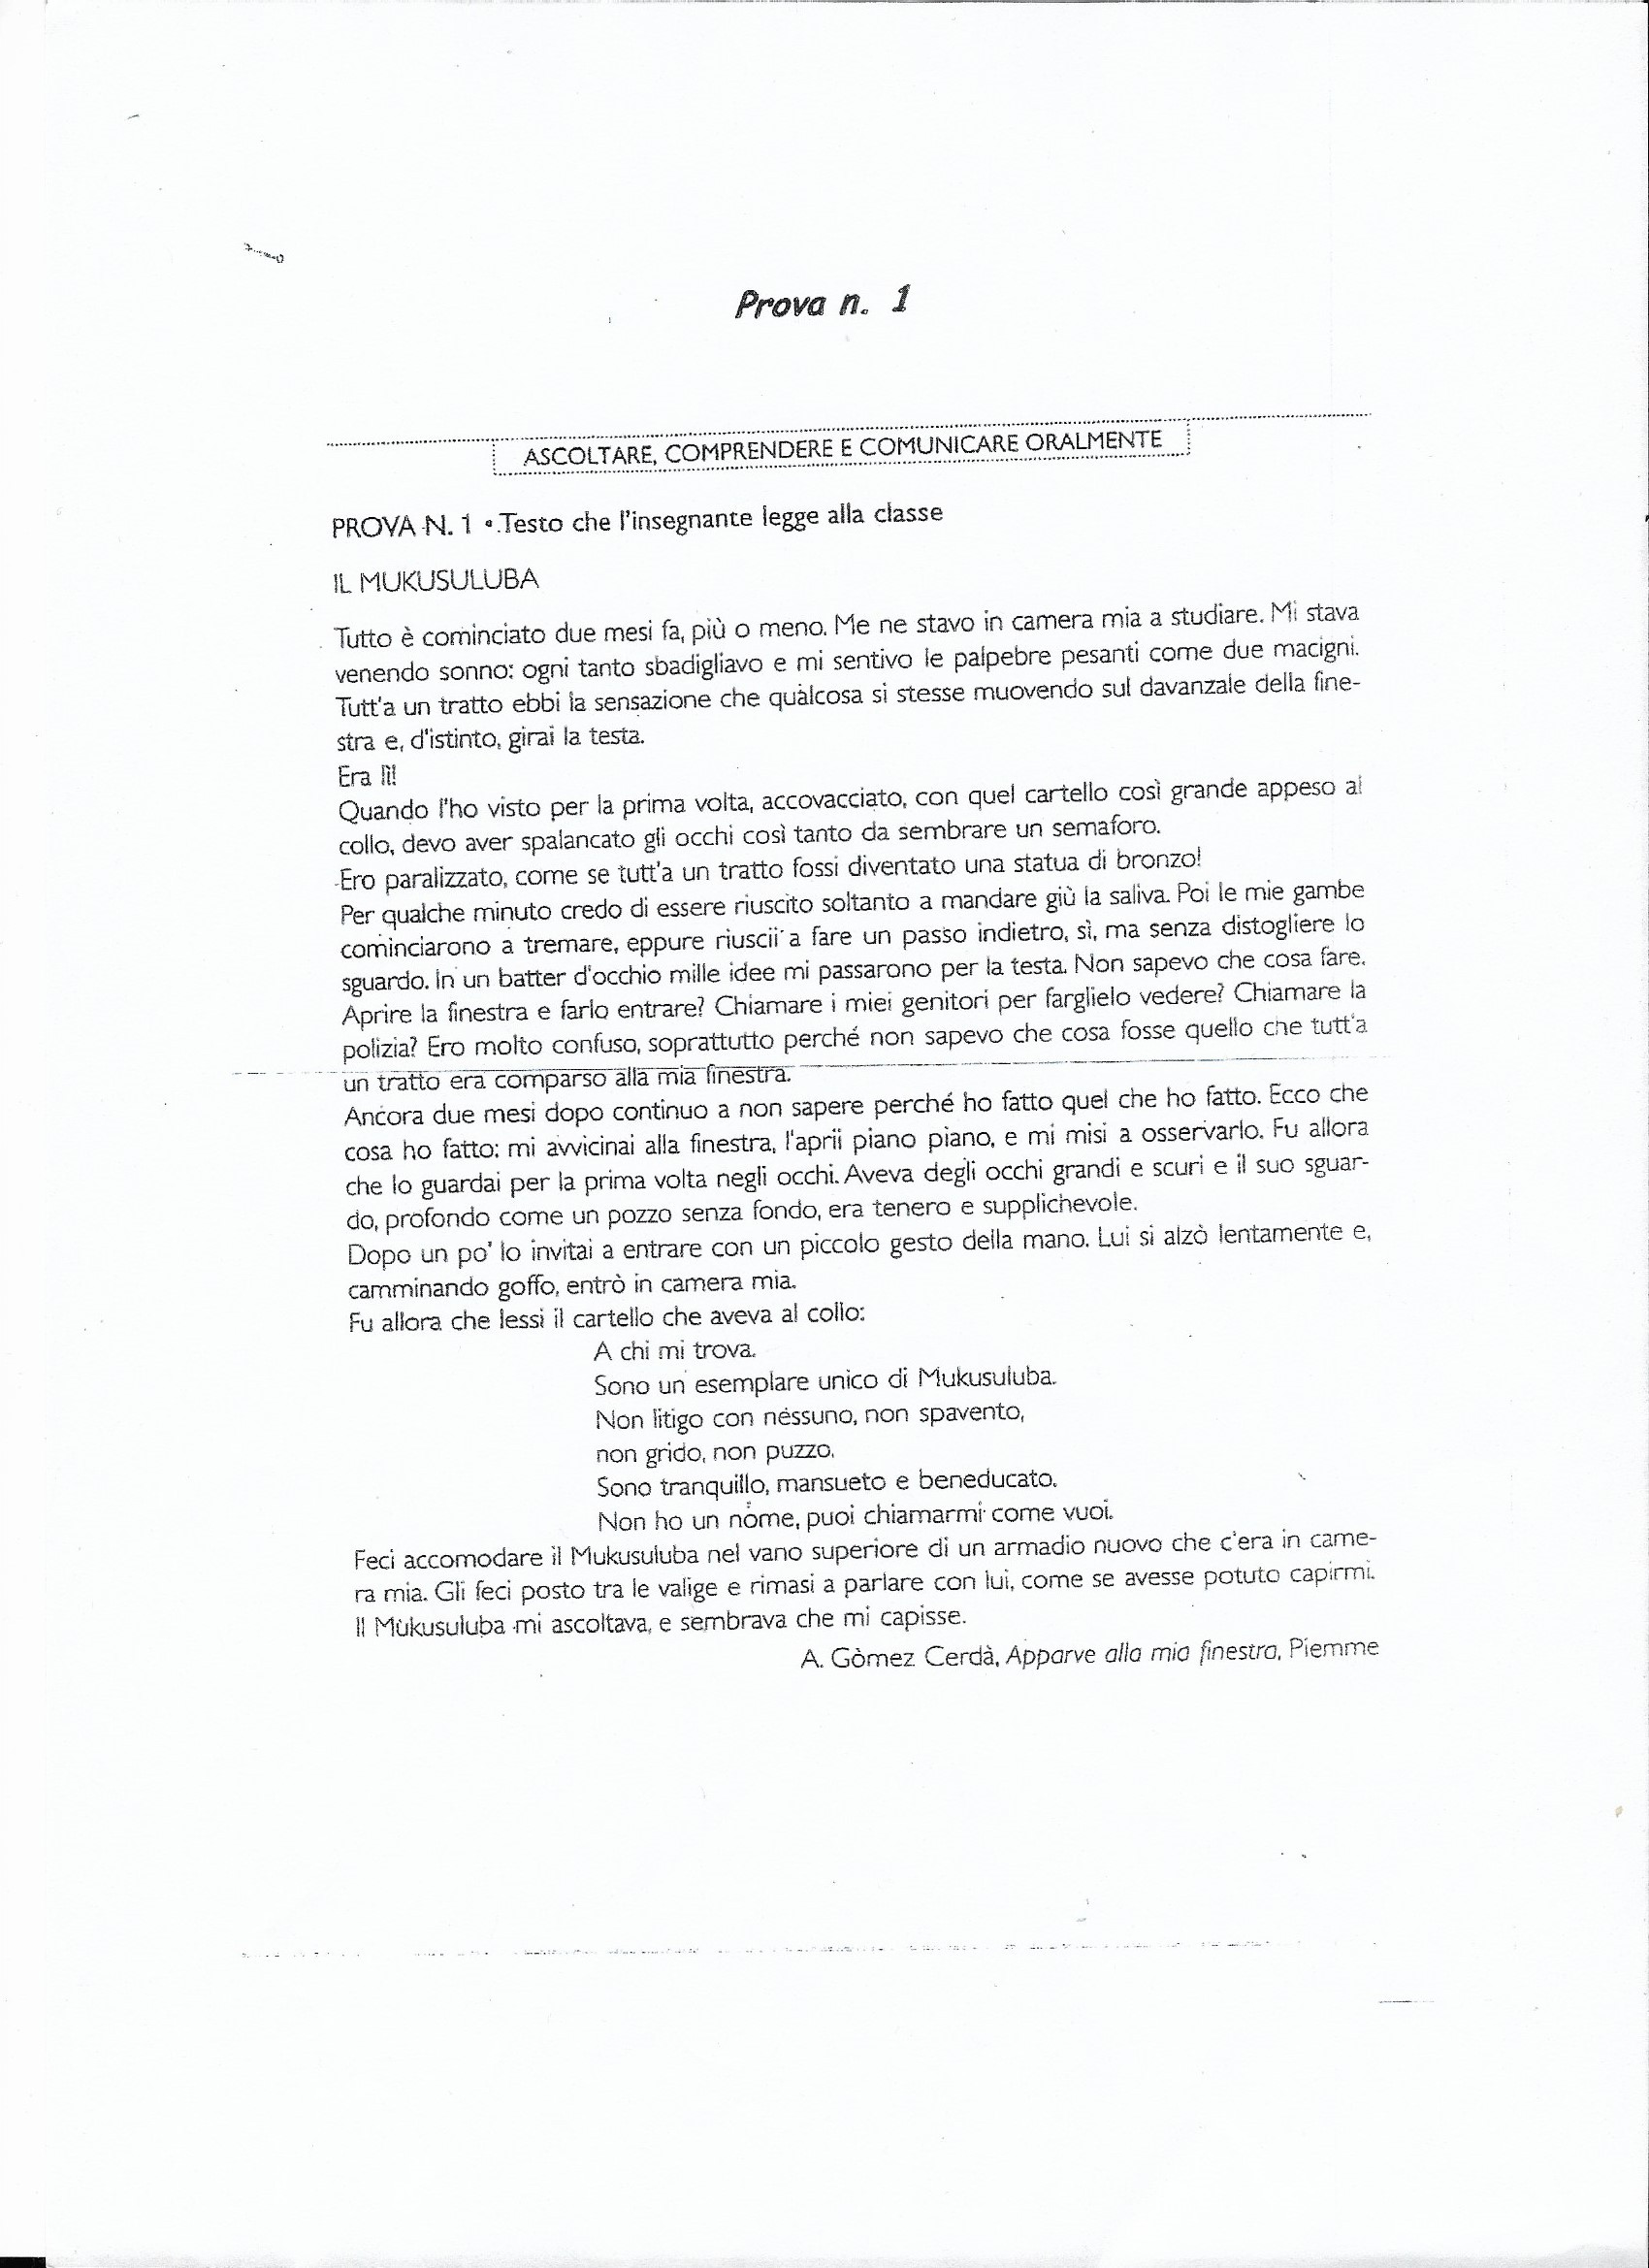 Prova n. 1
ASCOLTARE, COMPRENDERE E COMUNICARE ORALMENTE
PROVA N. 1 • Testo che l'insegnante legge alla classe
IL MUKUSULUBA
Tutto è cominciato due mesi fa, più o meno. Me ne stavo in camera mia a studiare. Mi stava
venendo sonno: ogni tanto sbadigliavo e mi sentivo le palpebre pesanti come due macigni.
Tutt'a un tratto ebbi la sensazione che qualcosa si stesse muovendo sul davanzale della fine-
stra e, d'istinto, girai la testa.
Era lì!
Quando l'ho visto per la prima volta, accovacciato, con quel cartello così grande appeso al
collo, devo aver spalancato gli occhi così tanto da sembrare un semaforo.
Ero paralizzato, come se tutt'a un tratto fossi diventato una statua di bronzo!
Per qualche minuto credo di essere riuscito soltanto a mandare giù la saliva. Poi le mie gambe
cominciarono a tremare, eppure riuscii a fare un passo indietro, sì, ma senza distogliere lo
sguardo. In un batter d'occhio mille idee mi passarono per la testa. Non sapevo che cosa fare.
Aprire la finestra e farlo entrare? Chiamare i miei genitori per farglielo vedere? Chiamare la
polizia? Ero molto confuso, soprattutto perché non sapevo che cosa fosse quello che tutt'a
un tratto era comparso alla mia finestra.
Ancora due mesi dopo continuo a non sapere perché ho fatto quel che ho fatto. Ecco che
cosa ho fatto: mi avvicinai alla finestra, l'aprii piano piano, e mi misi a osservarlo. Fu allora
che lo guardai per la prima volta negli occhi. Aveva degli occhi grandi e scuri e il suo sguar-
do, profondo come un pozzo senza fondo, era tenero e supplichevole.
Dopo un po' lo invitai a entrare con un piccolo gesto della mano. Lui si alzò lentamente e,
camminando goffo, entrò in camera mia.
Fu allora che lessi il cartello che aveva al collo:
A chi mi trova.
Sono un esemplare unico di Mukusuluba.
Non litigo con nessuno, non spavento,
non grido, non puzzo.
Sono tranquillo, mansueto e beneducato.
Non ho un nome, puoi chiamarmi come vuoi.
Feci accomodare il Mukusuluba nel vano superiore di un armadio nuovo che c'era in came-
ra mia. Gli feci posto tra le valige e rimasi a parlare con lui, come se avesse potuto capirmi.
Il Mukusuluba mi ascoltava, e sembrava che mi capisse.
A. Gòmez Cerdà, Apparve alla mia finestra, Piemme